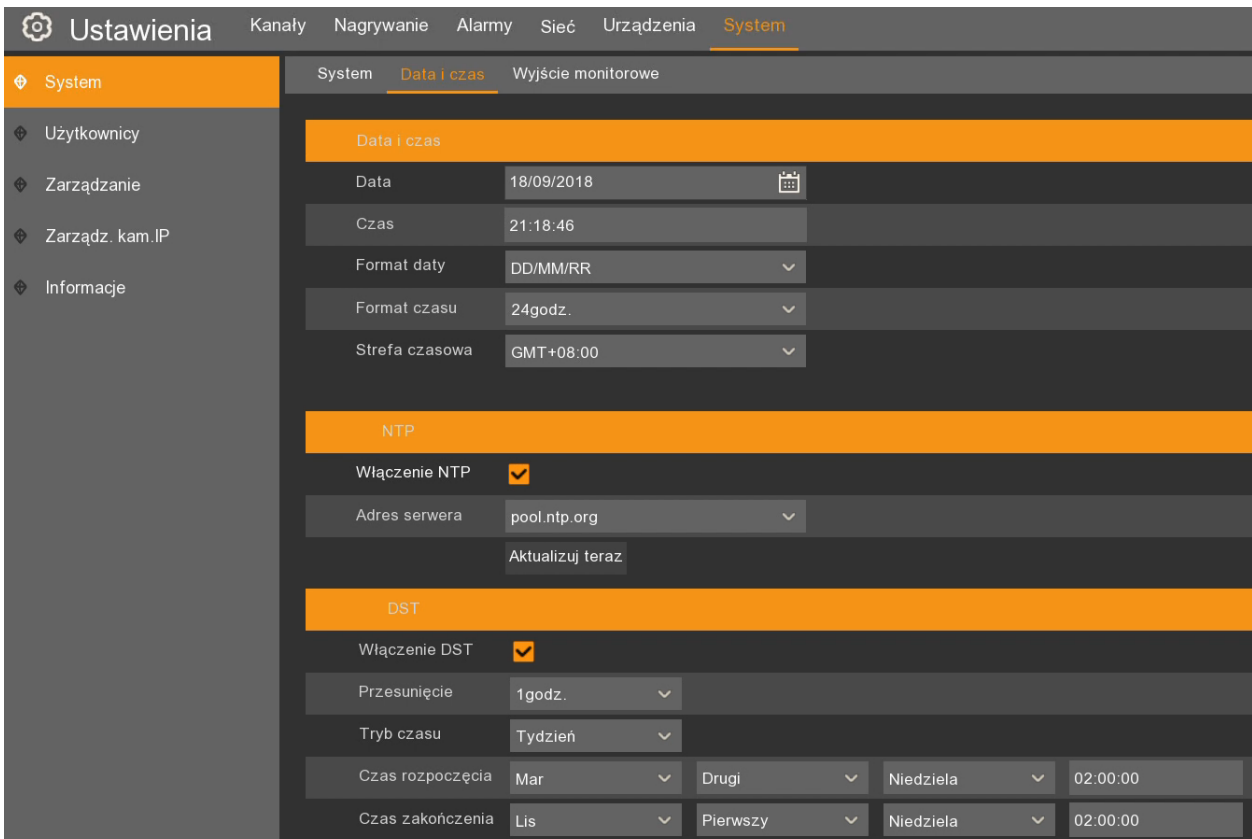 Ustawienia Kanały Nagrywanie Alarmy Sieć Urządzenia System
System
Użytkownicy
Zarządzanie
Zarządz. kam.IP
Informacje
System Data i czas Wyjście monitorowe
Data i czas
Data 18/09/2018
Czas 21:18:46
Format daty DD/MM/RR
Format czasu 24godz.
Strefa czasowa GMT+08:00
NTP
Włączenie NTP
Adres serwera pool.ntp.org
Aktualizuj teraz
DST
Włączenie DST
Przesunięcie 1godz.
Tryb czasu Tydzień
Czas rozpoczęcia Mar Drugi Niedziela 02:00:00
Czas zakończenia Lis Pierwszy Niedziela 02:00:00